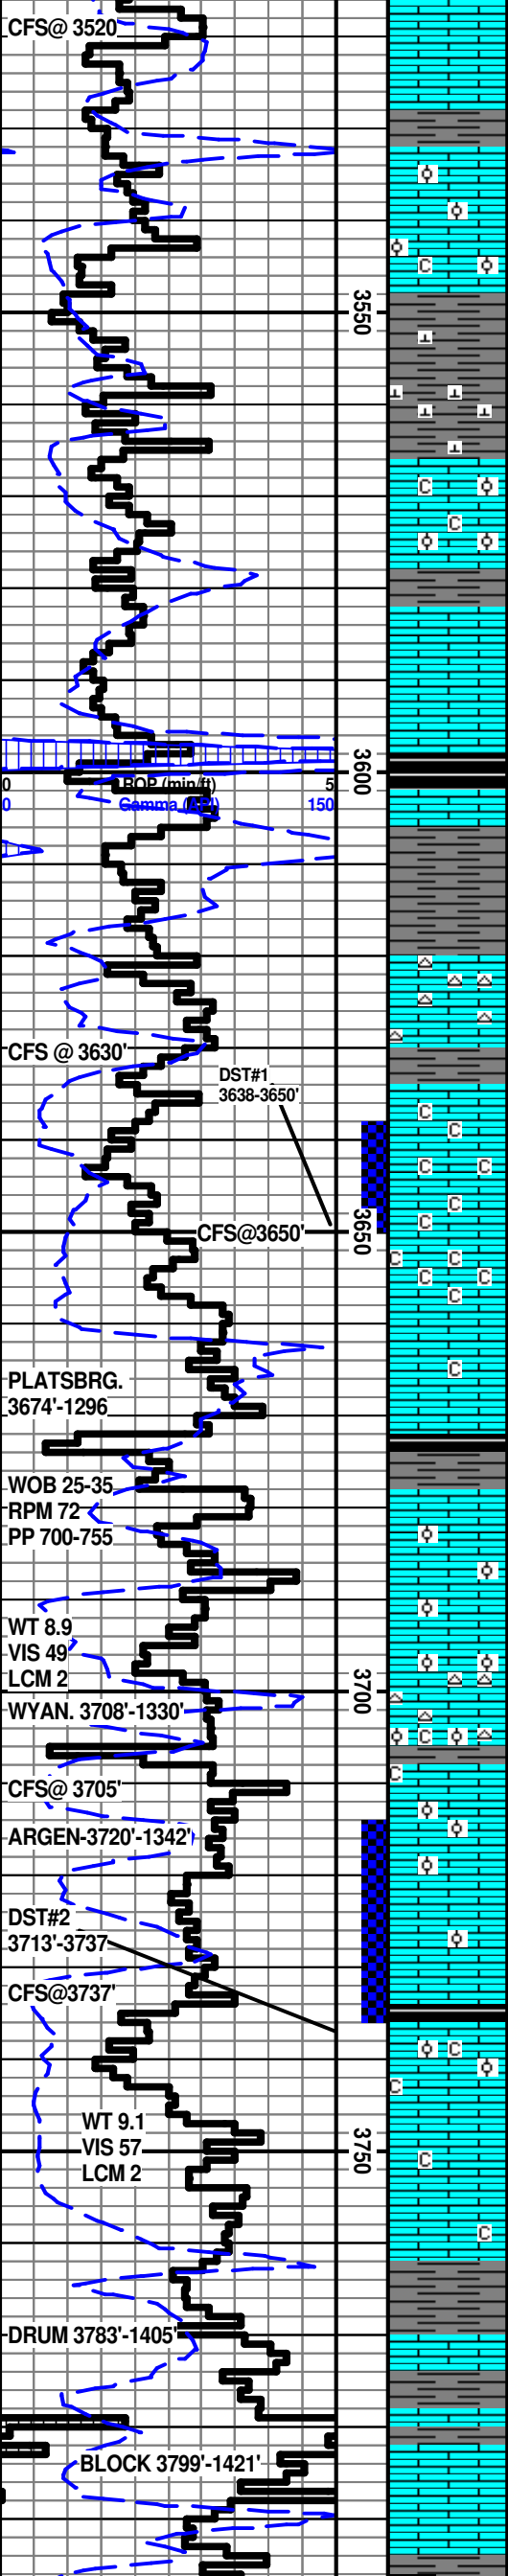 CFS@ 3520
3550
3600
0 ROP (min/ft) 5
0 Gamma (API) 150
CFS @ 3630'
DST#1
3638-3650'
3650
CFS@3650'
PLATSBRG.
3674'-1296
WOB 25-35
RPM 72
PP 700-755
WT 8.9
VIS 49
LCM 2
3700
WYAN. 3708'-1330'
CFS@ 3705'
ARGEN-3720'-1342'
DST#2
3713'-3737
CFS@3737'
WT 9.1
VIS 57
LCM 2
3750
DRUM 3783'-1405'
BLOCK 3799'-1421'